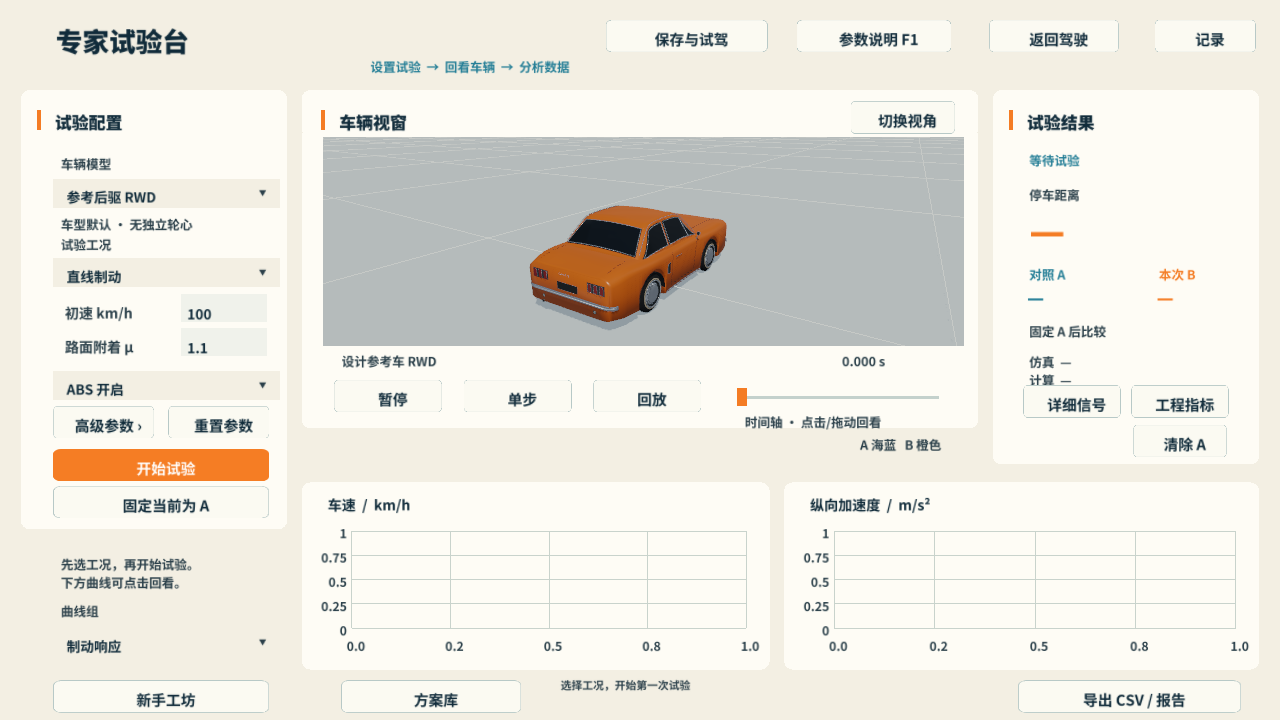 专家试验台
保存与试驾
参数说明 F1
返回驾驶
记录
设置试验 → 回看车辆 → 分析数据
试验配置
车辆模型
参考后驱 RWD
车型默认 · 无独立轮心
试验工况
直线制动
初速 km/h
100
路面附着 μ
1.1
ABS 开启
高级参数 ›
重置参数
开始试验
固定当前为 A
先选工况，再开始试验。
下方曲线可点击回看。
曲线组
制动响应
新手工坊
车辆视窗
切换视角
设计参考车 RWD
0.000 s
暂停
单步
回放
时间轴 · 点击/拖动回看
A 海蓝 B 橙色
试验结果
等待试验
停车距离
—
对照 A
本次 B
—
—
固定 A 后比较
仿真 —
计算 —
详细信号
工程指标
清除 A
车速 / km/h
1
0.75
0.5
0.25
0
0.0
0.2
0.5
0.8
1.0
纵向加速度 / m/s²
1
0.75
0.5
0.25
0
0.0
0.2
0.5
0.8
1.0
方案库
选择工况，开始第一次试验
导出 CSV / 报告